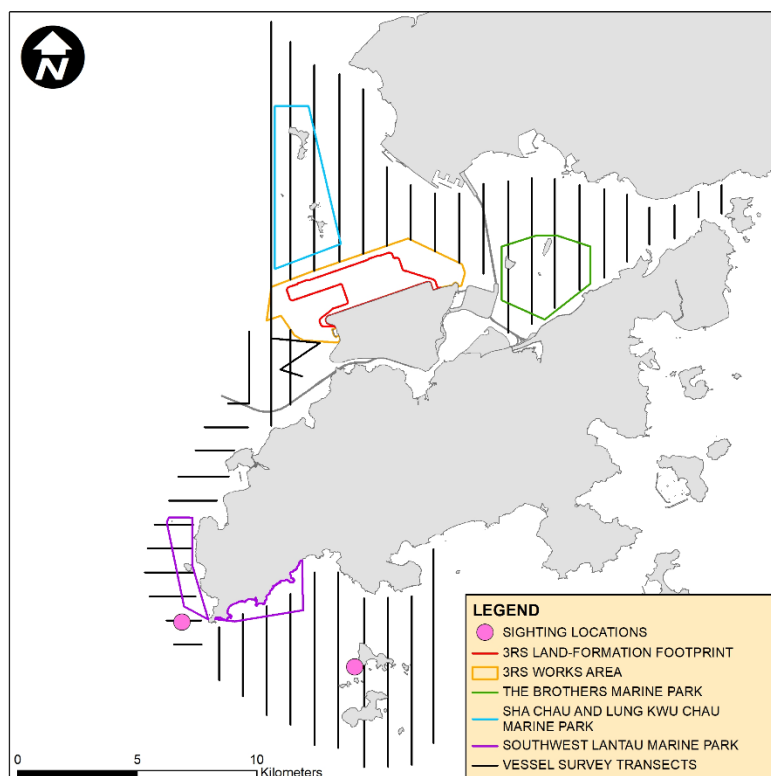 N
LEGEND
SIGHTING LOCATIONS
3RS LAND-FORMATION FOOTPRINT
3RS WORKS AREA
THE BROTHERS MARINE PARK
SHA CHAU AND LUNG KWU CHAU
MARINE PARK
SOUTHWEST LANTAU MARINE PARK
VESSEL SURVEY TRANSECTS
0 5 10
Kilometers